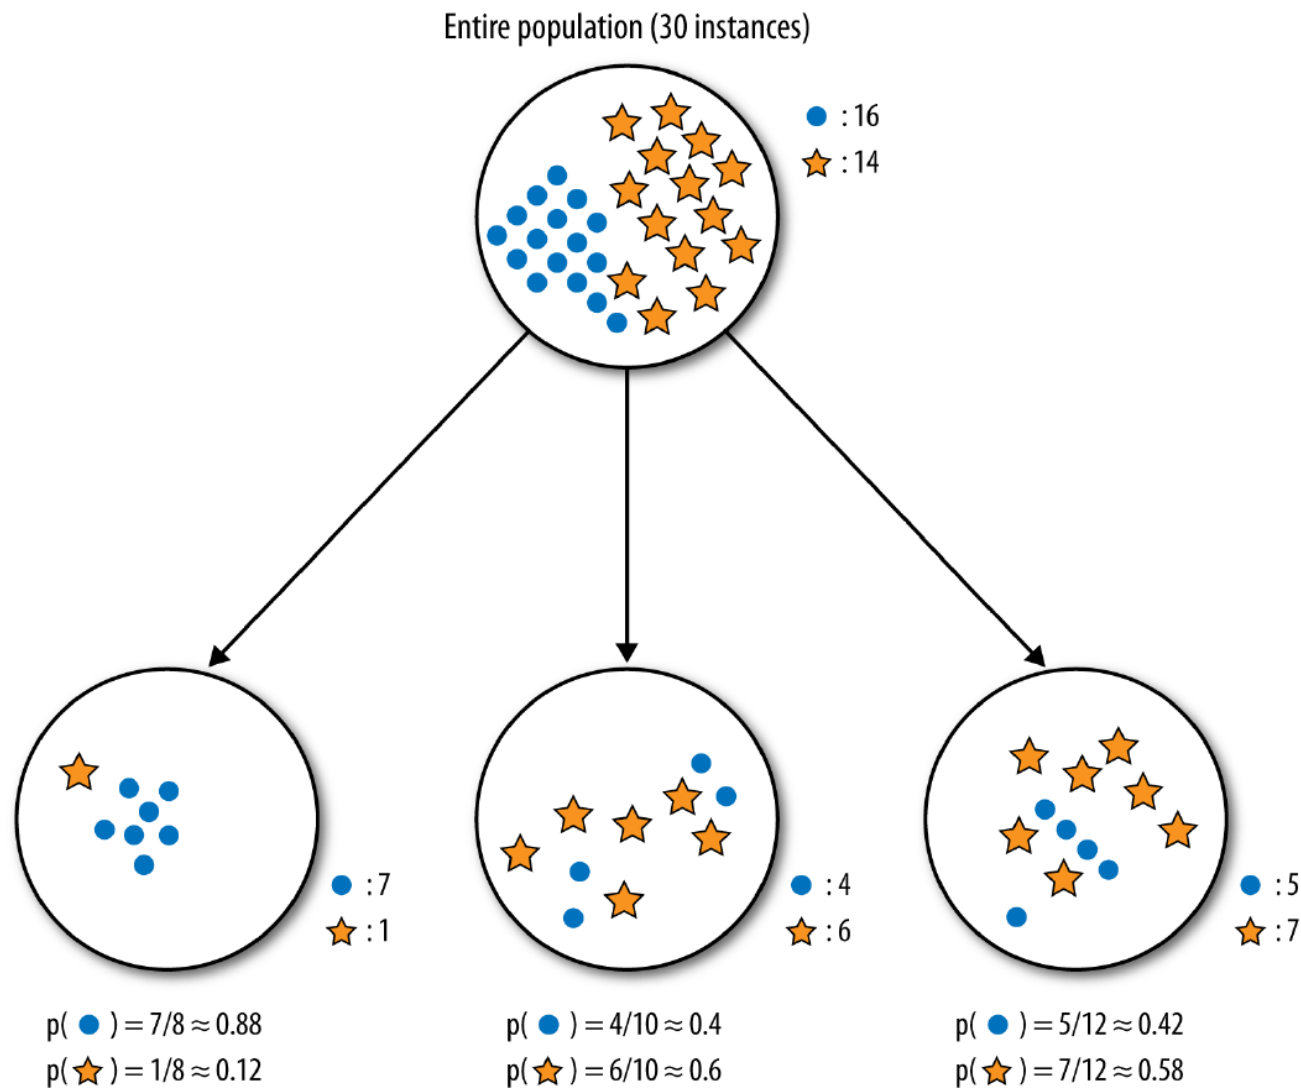 Entire population (30 instances)
: 16
: 14
: 7
: 1
: 4
: 6
: 5
: 7
p( ) = 7/8 ≈ 0.88
p( ) = 1/8 ≈ 0.12
p( ) = 4/10 ≈ 0.4
p( ) = 6/10 ≈ 0.6
p( ) = 5/12 ≈ 0.42
p( ) = 7/12 ≈ 0.58